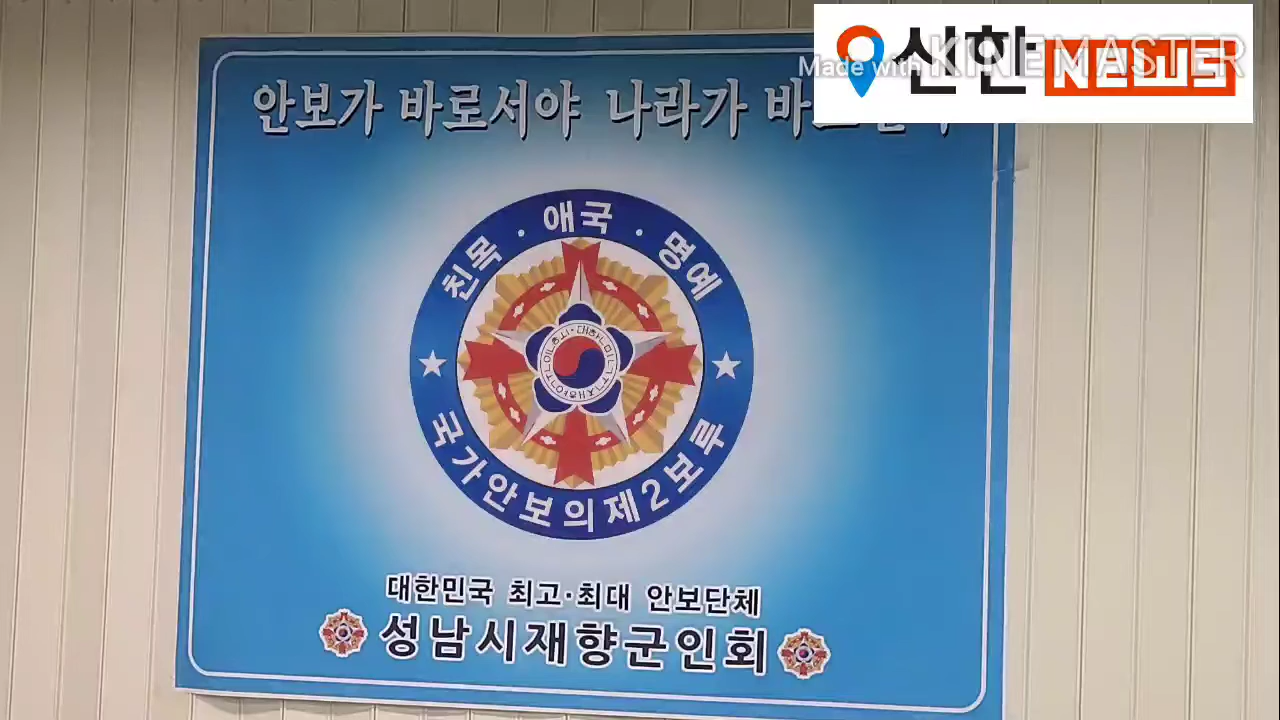 신한 NEWS
Made with KINEMASTER
안보가 바로서야 나라가
친목 · 애국 · 명예
국가안보의제2보루
대한민국 최고·최대 안보단체
성남시재향군인회